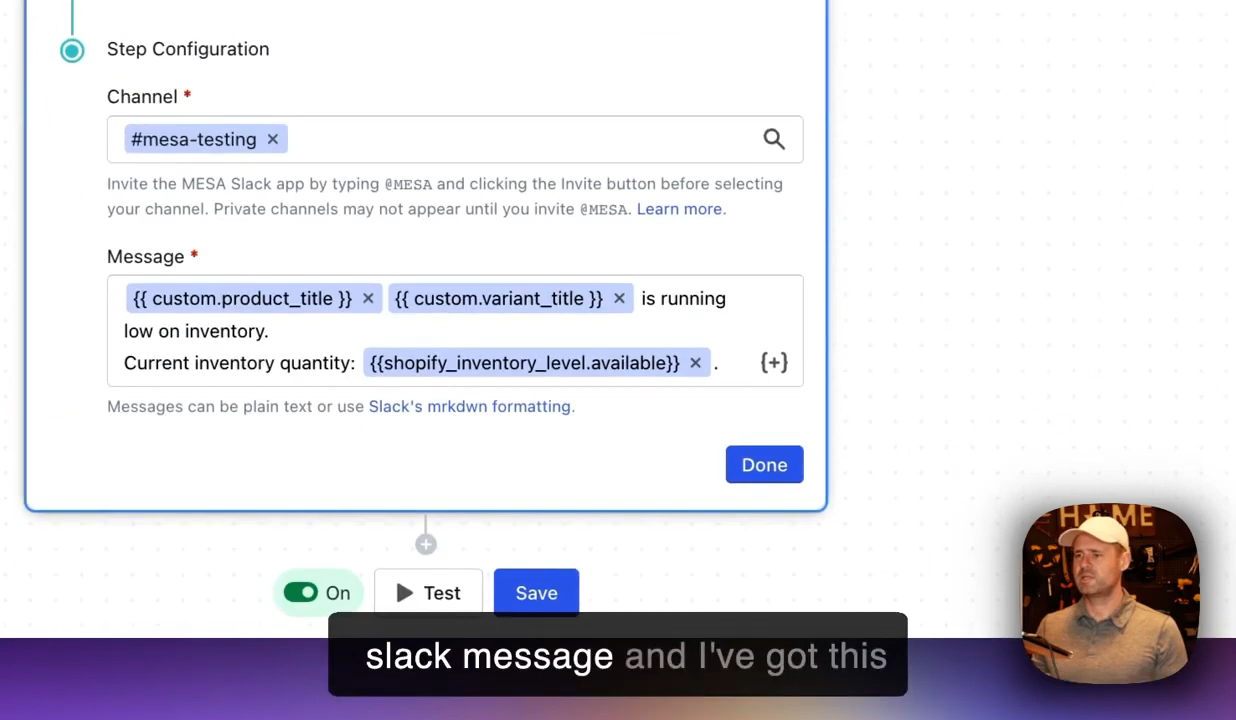 Step Configuration
Channel *
#mesa-testing ×
Invite the MESA Slack app by typing @MESA and clicking the Invite button before selecting
your channel. Private channels may not appear until you invite @MESA. Learn more.
Message *
{{ custom.product_title }} × {{ custom.variant_title }} × is running
low on inventory.
Current inventory quantity: {{shopify_inventory_level.available}} × .
{+}
Messages can be plain text or use Slack's mrkdwn formatting.
Done
On
Test
Save
HOME
slack message and I've got this